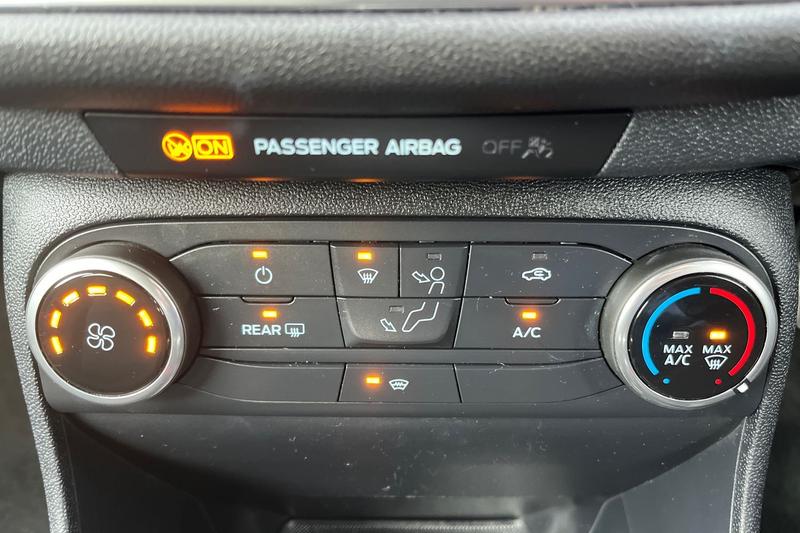 ON PASSENGER AIRBAG OFF
REAR
A/C
MAX
A/C
MAX